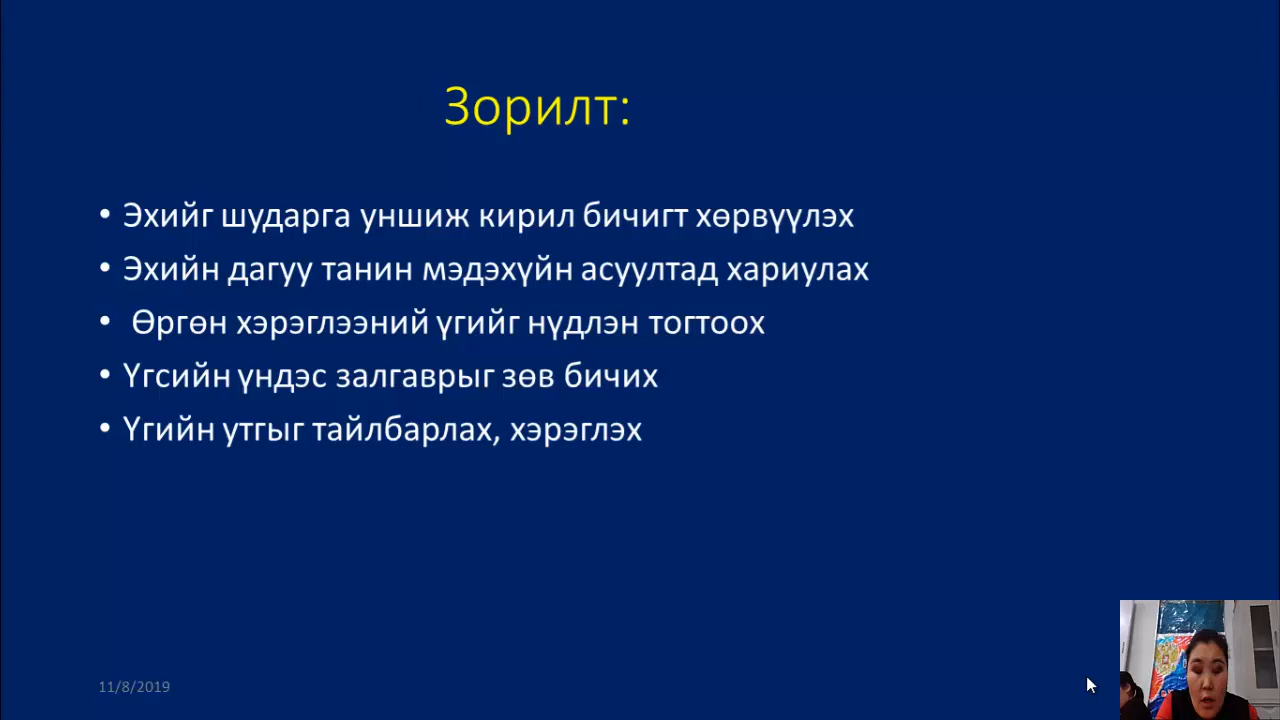 Зорилт:
• Эхийг шударга уншиж кирил бичигт хөрвүүлэх
• Эхийн дагуу танин мэдэхүйн асуултад хариулах
• Өргөн хэрэглээний үгийг нүдлэн тогтоох
• Үгсийн үндэс залгаврыг зөв бичих
• Үгийн утгыг тайлбарлах, хэрэглэх
11/8/2019